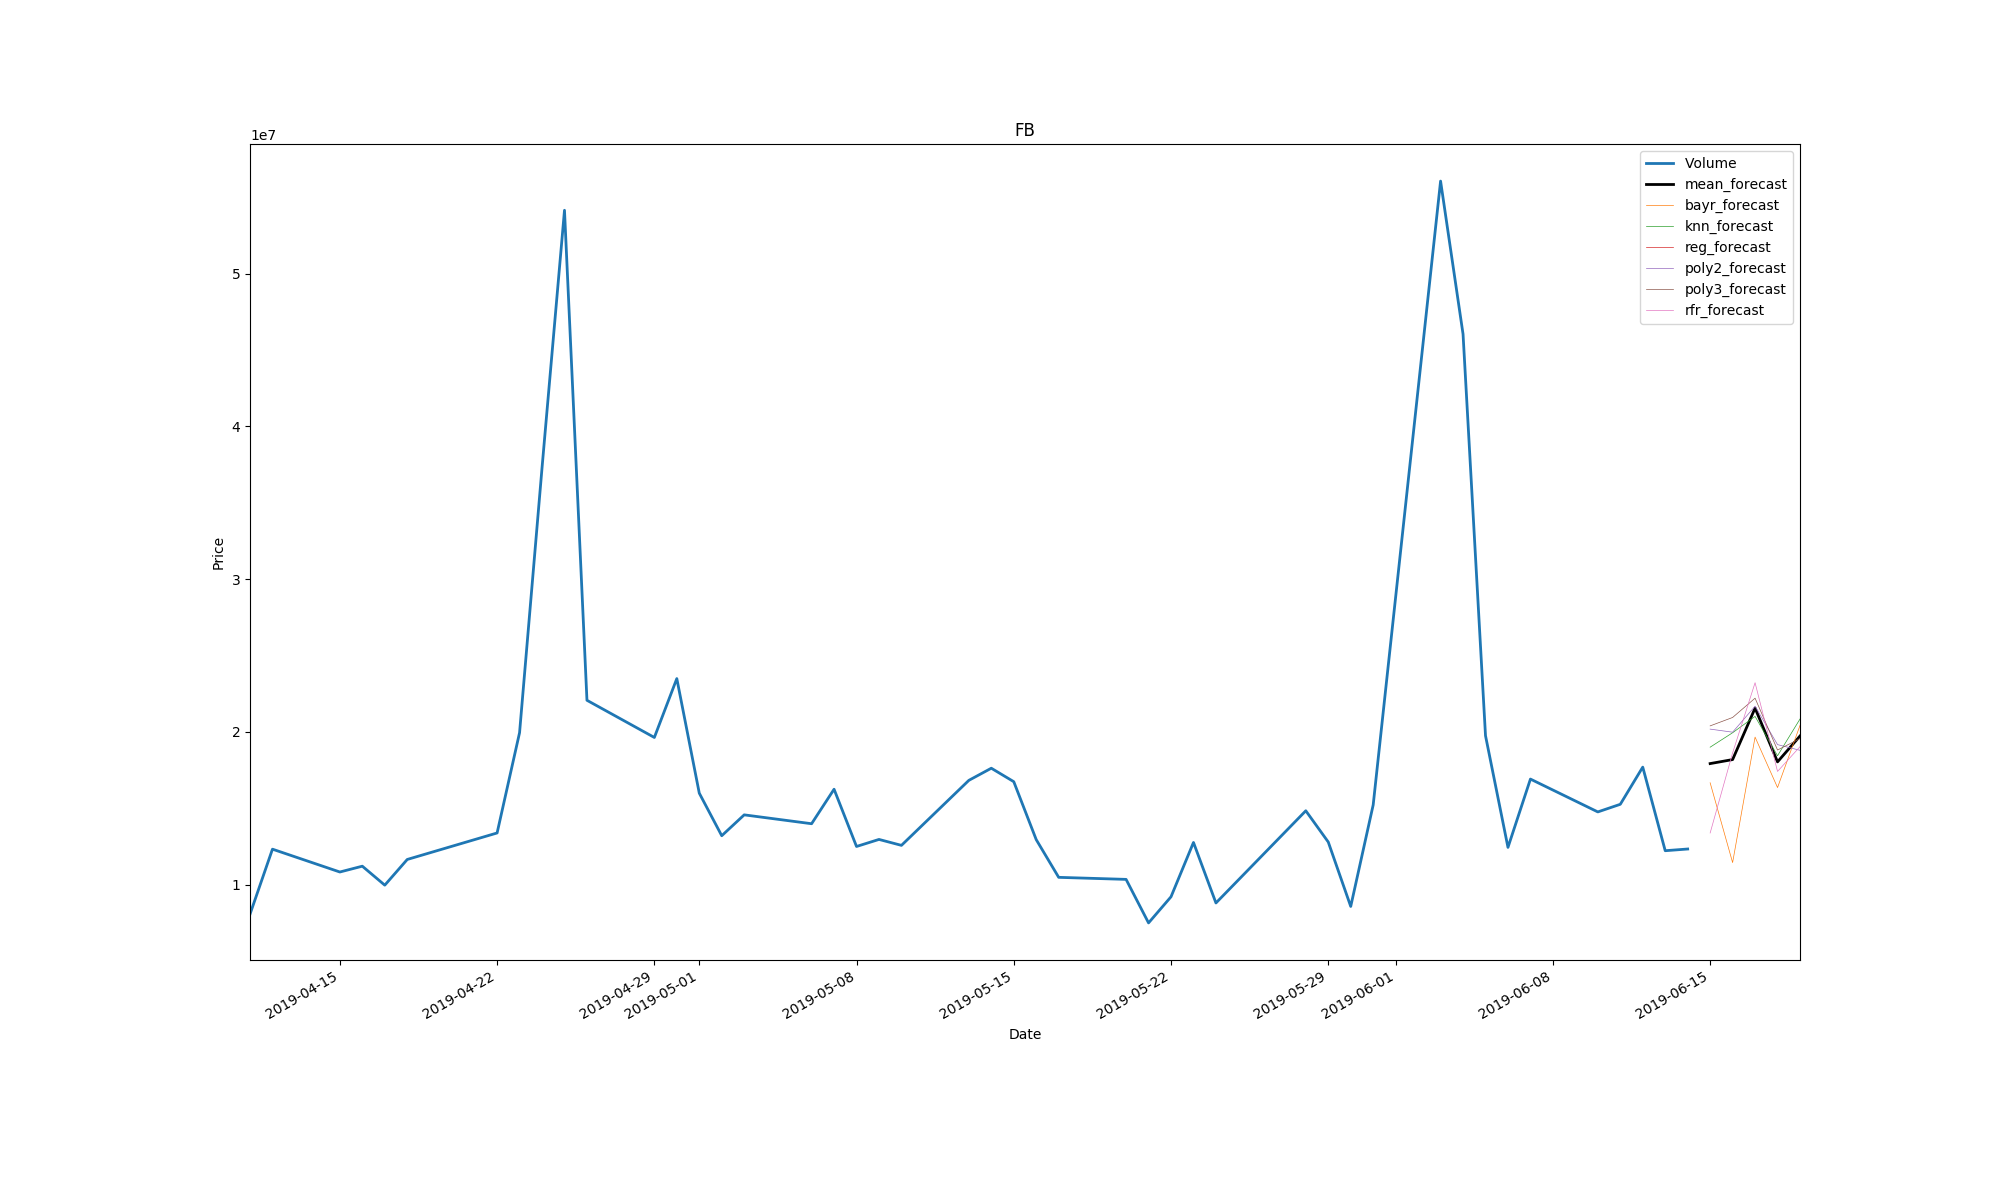 FB
1e7
Volume
mean_forecast
bayr_forecast
knn_forecast
reg_forecast
poly2_forecast
poly3_forecast
rfr_forecast
5
4
3
2
1
Price
2019-04-15
2019-04-22
2019-04-29
2019-05-01
2019-05-08
2019-05-15
2019-05-22
2019-05-29
2019-06-01
2019-06-08
2019-06-15
Date